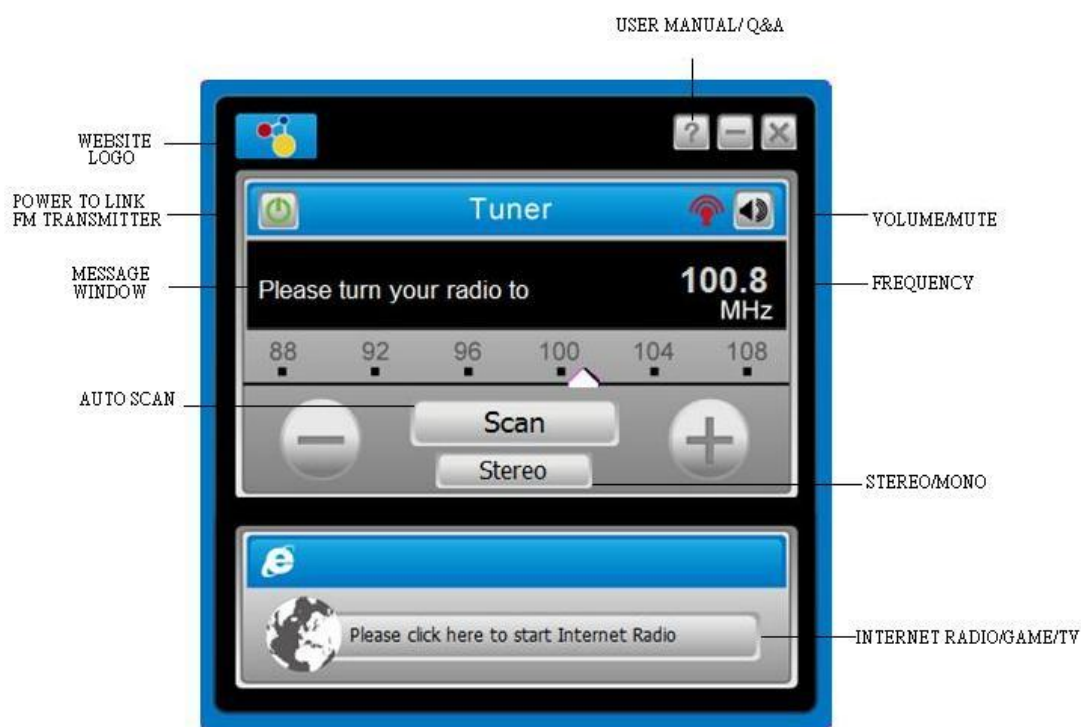 USER MANUAL/ Q&A
?
WEBSITE
LOGO
POWER TO LINK
FM TRANSMITTER
Tuner
VOLUME/MUTE
MESSAGE
WINDOW
Please turn your radio to
100.8
MHz
FREQUENCY
88 92 96 100 104 108
AUTO SCAN
Scan
Stereo
STEREO/MONO
Please click here to start Internet Radio
INTERNET RADIO/GAME/TV